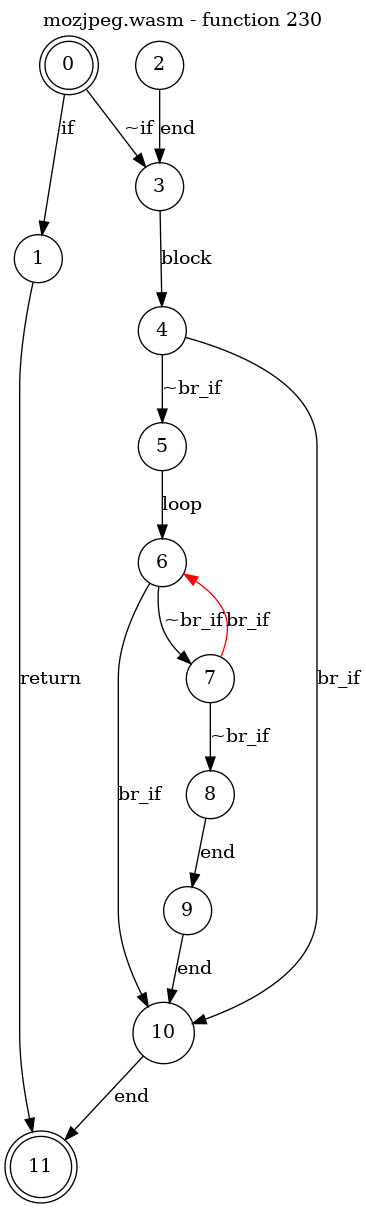 mozjpeg.wasm - function 230
0
2
if
~if
end
3
1
block
4
~br_if
5
loop
6
~br_if
br_if
return
7
br_if
~br_if
br_if
8
end
9
end
10
end
11